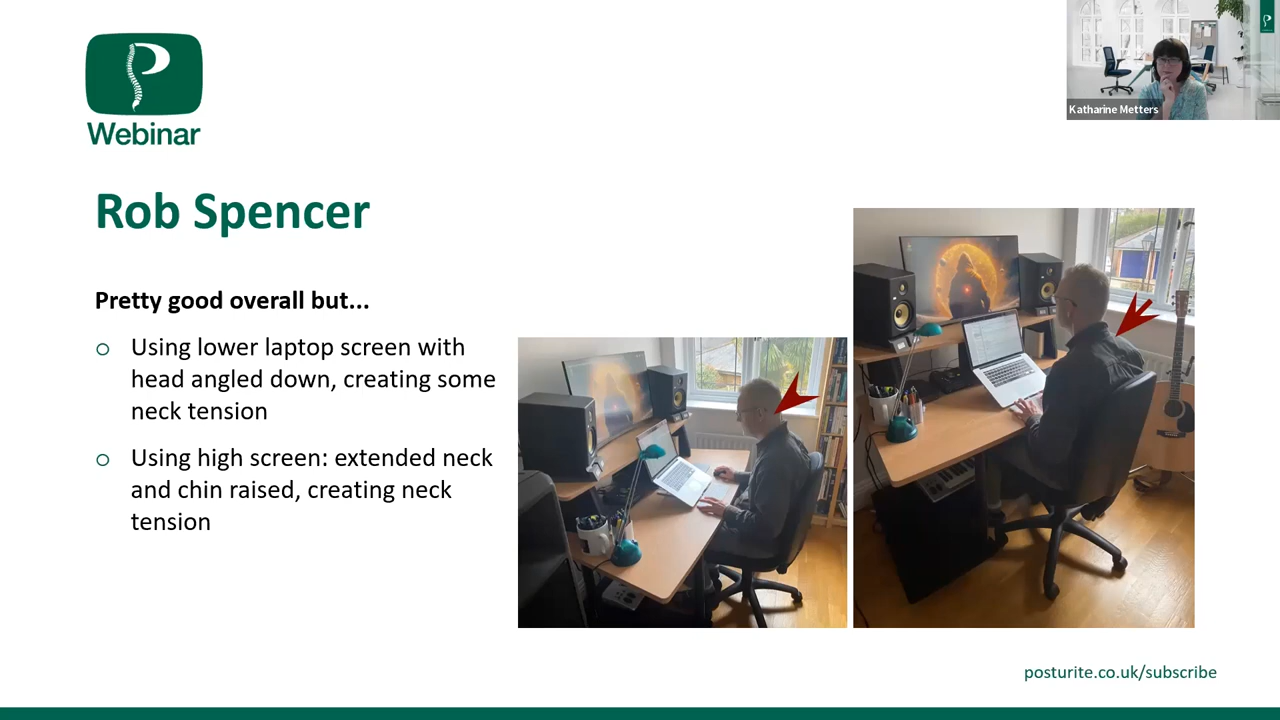 Webinar
Katharine Metters
Rob Spencer
Pretty good overall but...
Using lower laptop screen with
head angled down, creating some
neck tension
Using high screen: extended neck
and chin raised, creating neck
tension
posturite.co.uk/subscribe